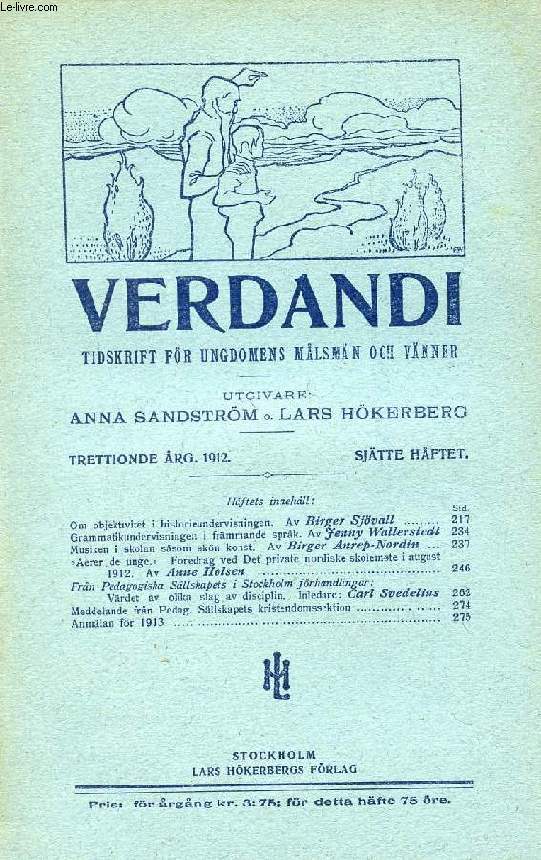 Le-livre.com
VERDANDI
TIDSKRIFT FÖR UNGDOMENS MÅLSMÄN OCH VÄNNER
UTGIVARE:
ANNA SANDSTRÖM o. LARS HÖKERBERG
TRETTIONDE ÅRG. 1912. SJÄTTE HÄFTET.
Häftets innehåll:
Sid.
Om objektivitet i historieundervisningen. Av Birger Sjövall ........ 217
Grammatikundervisningen i främmande språk. Av Jenny Wallerstedt 234
Musiken i skolan såsom skön konst. Av Birger Anrep-Nordin ... 237
»Aerer de unge.» Foredrag ved Det private nordiske skolemøte i august
1912. Av Anne Holsen ........ 246
Från Pedagogiska Sällskapets i Stockholm förhandlingar:
Värdet av olika slag av disciplin. Inledare: Carl Svedelius 262
Meddelande från Pedag. Sällskapets kristendomssektion ........ 274
Anmälan för 1913 ........ 275
LH
STOCKHOLM
LARS HÖKERBERGS FÖRLAG
Pris: för årgång kr. 3: 75; för detta häfte 75 öre.